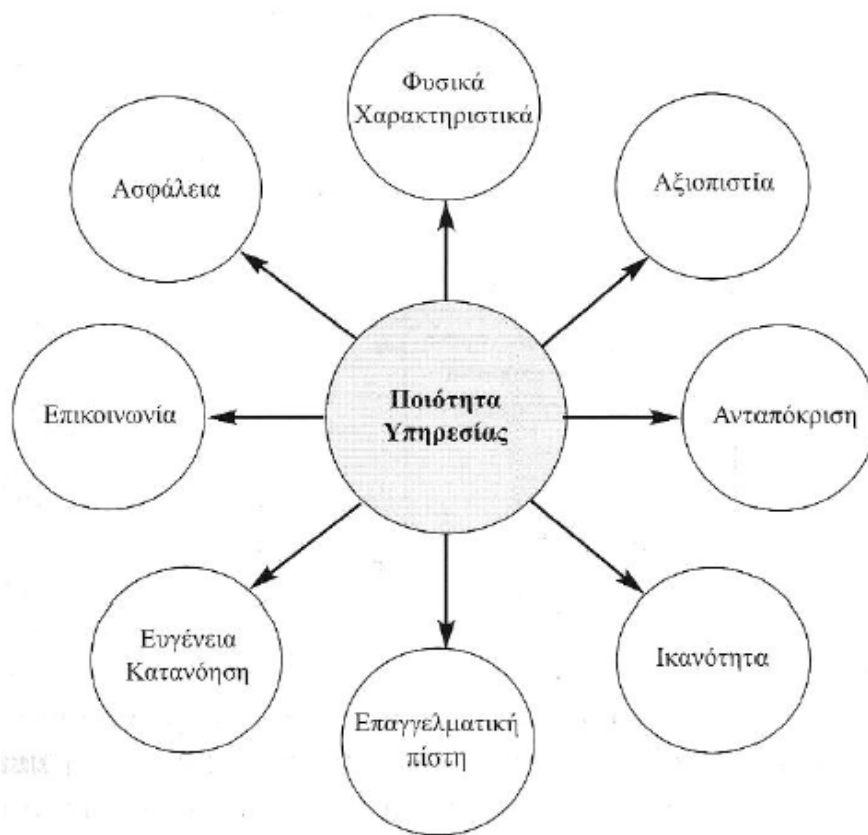 Φυσικά
Χαρακτηριστικά
Ασφάλεια
Αξιοπιστία
Επικοινωνία
Ποιότητα
Υπηρεσίας
Ανταπόκριση
Ευγένεια
Κατανόηση
Ικανότητα
Επαγγελματική
πίστη